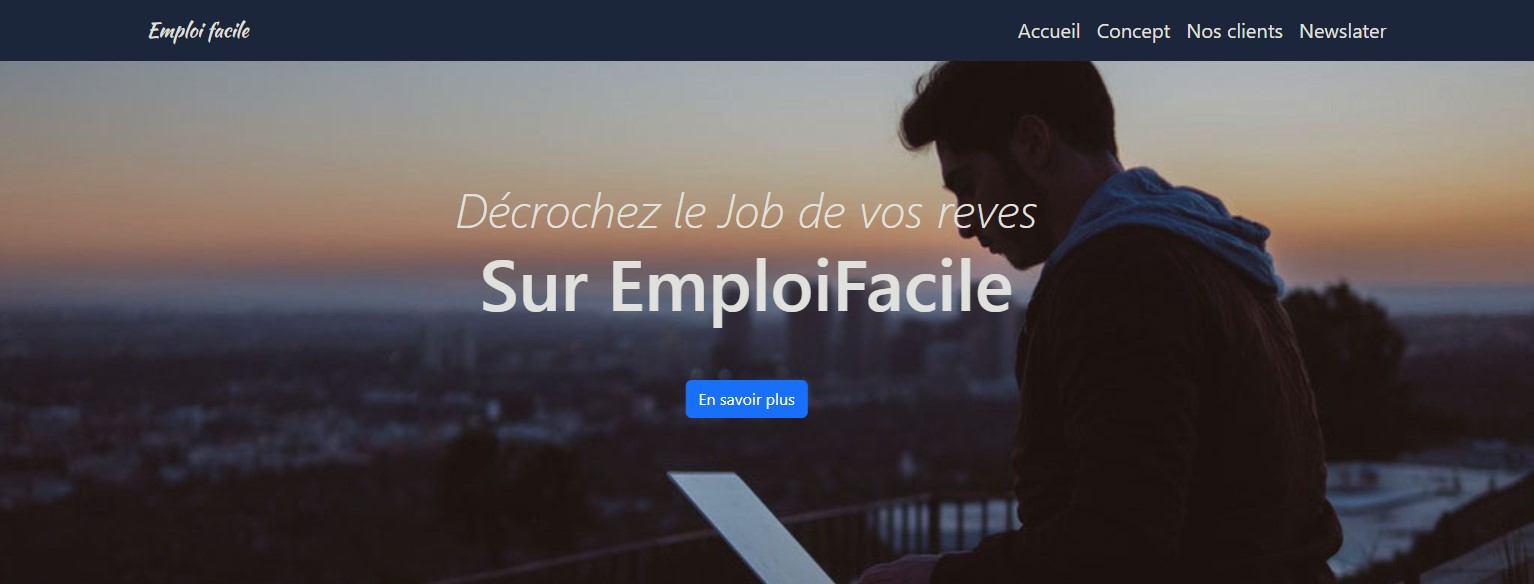 Emploi facile
Accueil Concept Nos clients Newslater
Décrochez le Job de vos reves
Sur EmploiFacile
En savoir plus